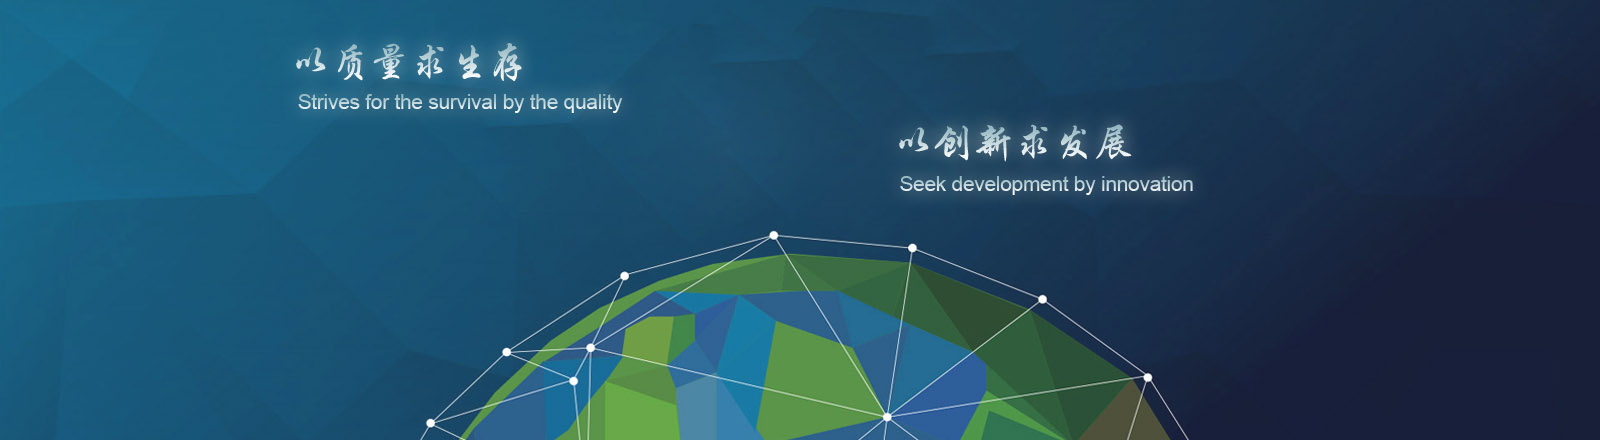 以质量求生存
Strives for the survival by the quality
以创新求发展
Seek development by innovation